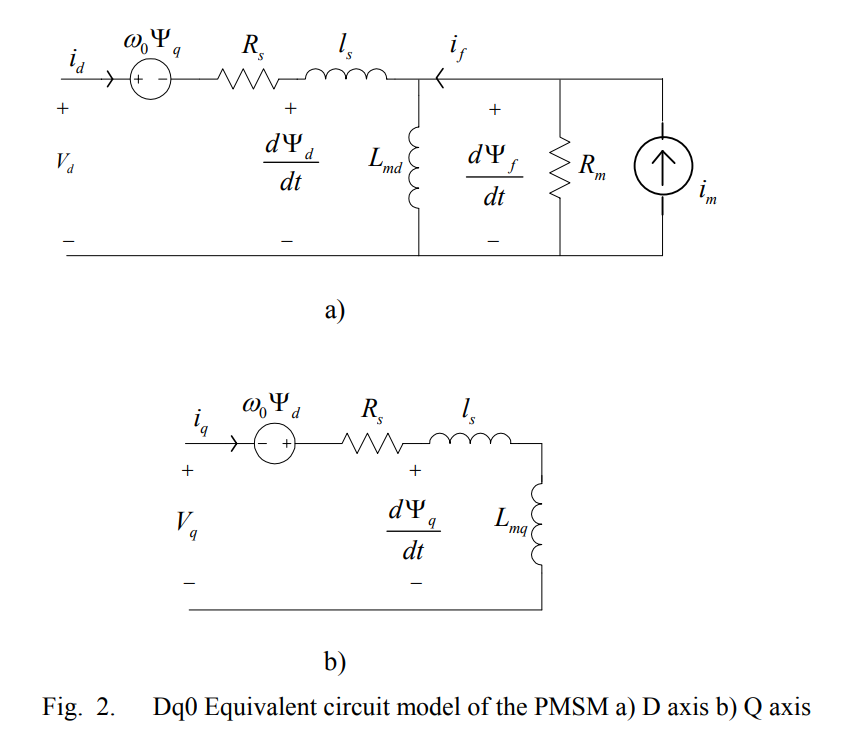 i_d ω_0Ψ_q R_s l_s i_f
+ - + +
V_d dΨ_d/dt L_md dΨ_f/dt R_m i_m
+
−
−
−
a)
i_q ω_0Ψ_d R_s l_s
− +
+ +
V_q dΨ_q/dt L_mq
− −
b)
Fig. 2. Dq0 Equivalent circuit model of the PMSM a) D axis b) Q axis